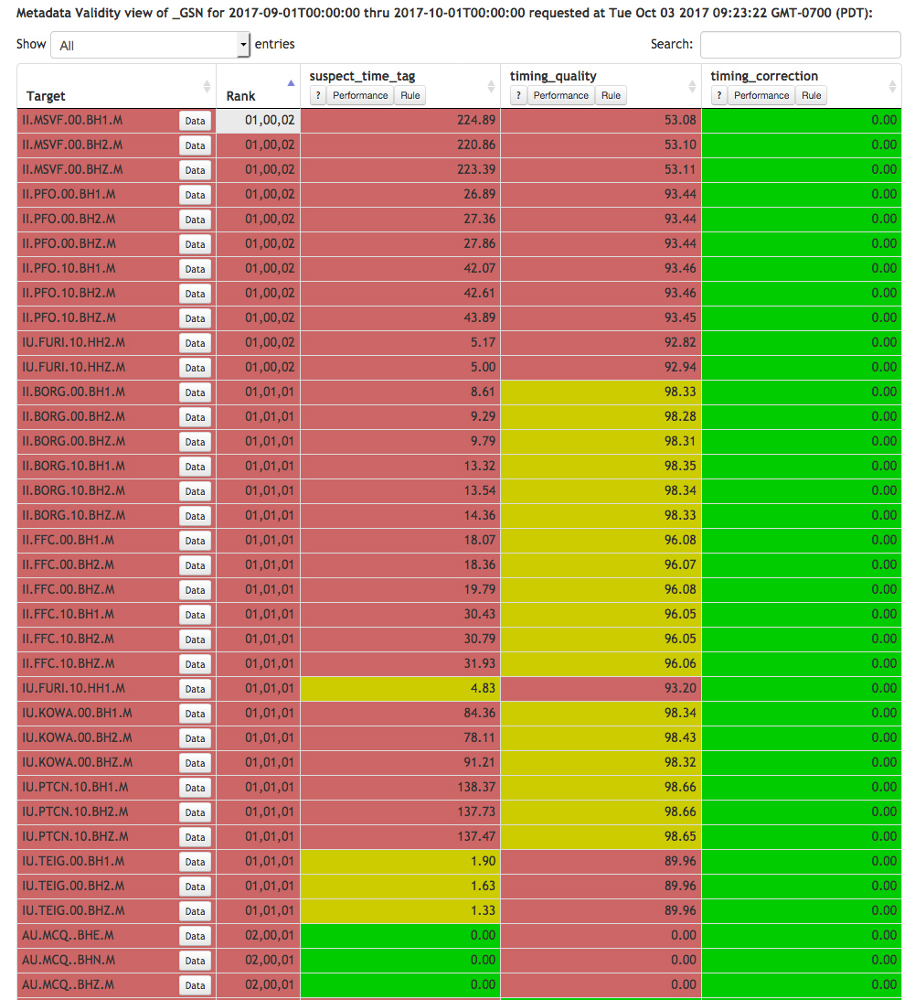 Metadata Validity view of _GSN for 2017-09-01T00:00:00 thru 2017-10-01T00:00:00 requested at Tue Oct 03 2017 09:23:22 GMT-0700 (PDT):
Show All entries Search:
Target Rank suspect_time_tag timing_quality timing_correction
? Performance Rule ? Performance Rule ? Performance Rule
II.MSVF.00.BH1.M Data 01,00,02 224.89 53.08 0.00
II.MSVF.00.BH2.M Data 01,00,02 220.86 53.10 0.00
II.MSVF.00.BHZ.M Data 01,00,02 223.39 53.11 0.00
II.PFO.00.BH1.M Data 01,00,02 26.89 93.44 0.00
II.PFO.00.BH2.M Data 01,00,02 27.36 93.44 0.00
II.PFO.00.BHZ.M Data 01,00,02 27.86 93.44 0.00
II.PFO.10.BH1.M Data 01,00,02 42.07 93.46 0.00
II.PFO.10.BH2.M Data 01,00,02 42.61 93.46 0.00
II.PFO.10.BHZ.M Data 01,00,02 43.89 93.45 0.00
IU.FURI.10.HH2.M Data 01,00,02 5.17 92.82 0.00
IU.FURI.10.HHZ.M Data 01,00,02 5.00 92.94 0.00
II.BORG.00.BH1.M Data 01,01,01 8.61 98.33 0.00
II.BORG.00.BH2.M Data 01,01,01 9.29 98.28 0.00
II.BORG.00.BHZ.M Data 01,01,01 9.79 98.31 0.00
II.BORG.10.BH1.M Data 01,01,01 13.32 98.35 0.00
II.BORG.10.BH2.M Data 01,01,01 13.54 98.34 0.00
II.BORG.10.BHZ.M Data 01,01,01 14.36 98.33 0.00
II.FFC.00.BH1.M Data 01,01,01 18.07 96.08 0.00
II.FFC.00.BH2.M Data 01,01,01 18.36 96.07 0.00
II.FFC.00.BHZ.M Data 01,01,01 19.79 96.08 0.00
II.FFC.10.BH1.M Data 01,01,01 30.43 96.05 0.00
II.FFC.10.BH2.M Data 01,01,01 30.79 96.05 0.00
II.FFC.10.BHZ.M Data 01,01,01 31.93 96.06 0.00
IU.FURI.10.HH1.M Data 01,01,01 4.83 93.20 0.00
IU.KOWA.00.BH1.M Data 01,01,01 84.36 98.34 0.00
IU.KOWA.00.BH2.M Data 01,01,01 78.11 98.43 0.00
IU.KOWA.00.BHZ.M Data 01,01,01 91.21 98.32 0.00
IU.PTCN.10.BH1.M Data 01,01,01 138.37 98.66 0.00
IU.PTCN.10.BH2.M Data 01,01,01 137.73 98.66 0.00
IU.PTCN.10.BHZ.M Data 01,01,01 137.47 98.65 0.00
IU.TEIG.00.BH1.M Data 01,01,01 1.90 89.96 0.00
IU.TEIG.00.BH2.M Data 01,01,01 1.63 89.96 0.00
IU.TEIG.00.BHZ.M Data 01,01,01 1.33 89.96 0.00
AU.MCQ..BHE.M Data 02,00,01 0.00 0.00 0.00
AU.MCQ..BHN.M Data 02,00,01 0.00 0.00 0.00
AU.MCQ..BHZ.M Data 02,00,01 0.00 0.00 0.00